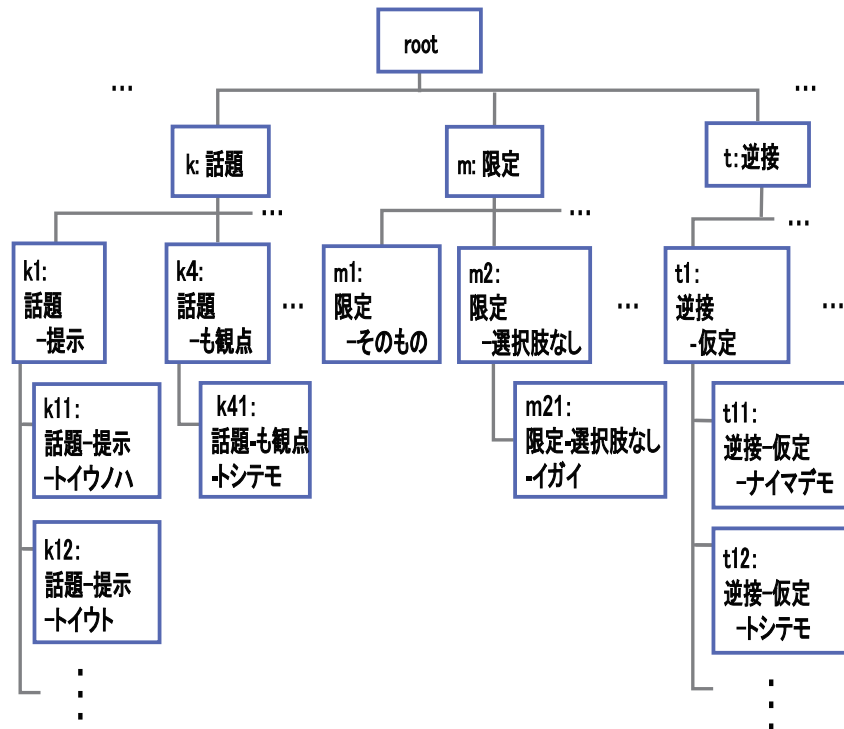 root
...
...
k: 話題
m: 限定
t:逆接
...
...
...
k1:
話題
-提示
k4:
話題
-も観点
...
m1:
限定
-そのもの
m2:
限定
-選択肢なし
...
t1:
逆接
-仮定
...
k11:
話題-提示
-トイウノハ
k41:
話題-も観点
-トシテモ
m21:
限定-選択肢なし
-イガイ
t11:
逆接-仮定
-ナイマデモ
k12:
話題-提示
-トイウト
t12:
逆接-仮定
-トシテモ